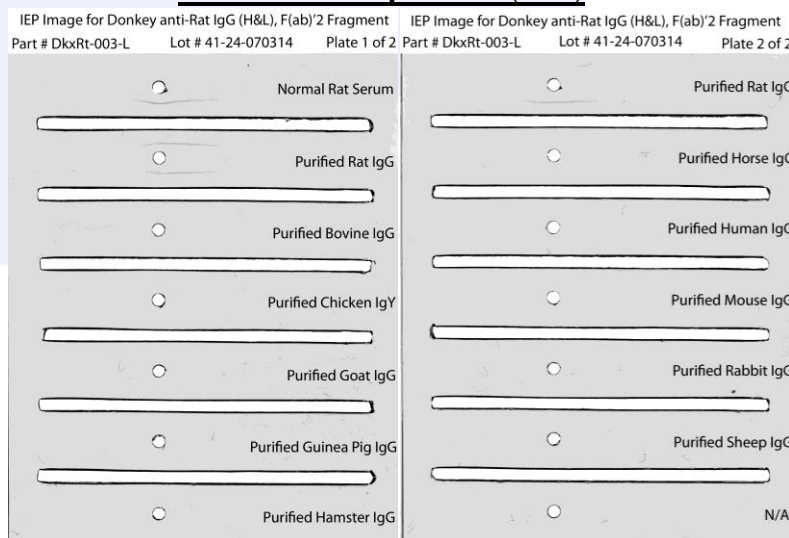 IEP Image for Donkey anti-Rat IgG (H&L), F(ab)'2 Fragment
Part # DkxRt-003-L Lot # 41-24-070314 Plate 1 of 2
Normal Rat Serum
Purified Rat IgG
Purified Bovine IgG
Purified Chicken IgY
Purified Goat IgG
Purified Guinea Pig IgG
Purified Hamster IgG
IEP Image for Donkey anti-Rat IgG (H&L), F(ab)'2 Fragment
Part # DkxRt-003-L Lot # 41-24-070314 Plate 2 of 2
Purified Rat IgG
Purified Horse IgG
Purified Human IgG
Purified Mouse IgG
Purified Rabbit IgG
Purified Sheep IgG
N/A